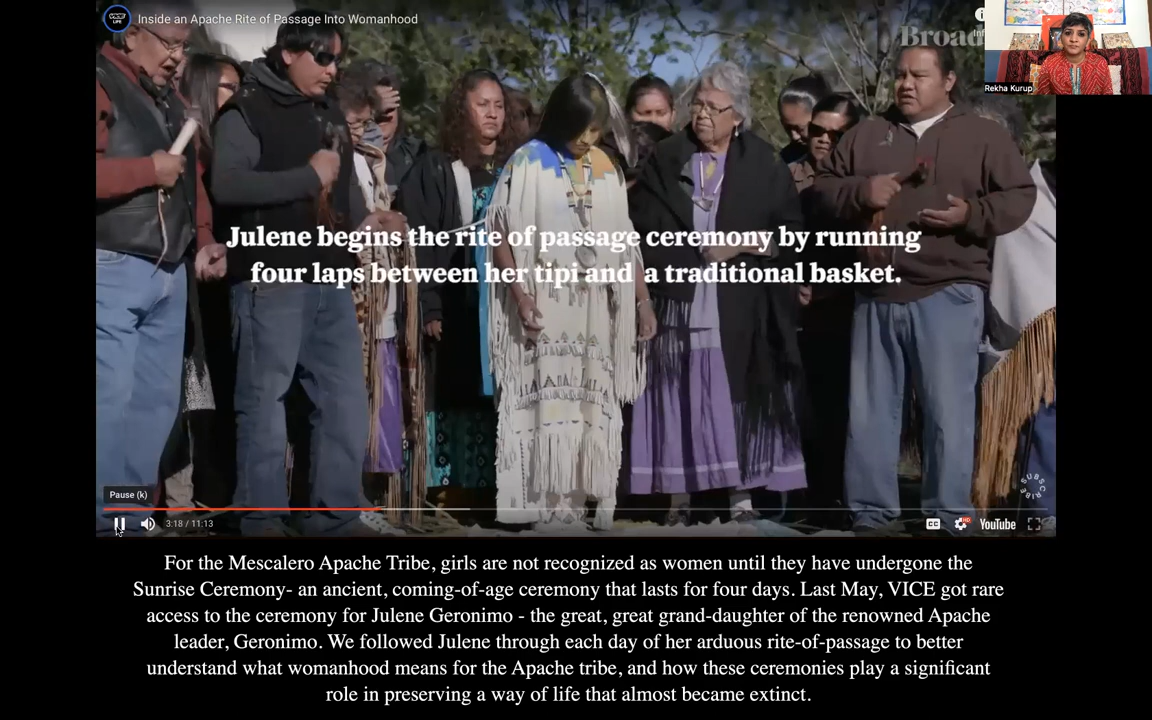 Inside an Apache Rite of Passage Into Womanhood
Broad
Info
Rekha Kurup
Julene begins the rite of passage ceremony by running
four laps between her tipi and a traditional basket.
Pause (k)
SUBSCRIBE
3:18 / 11:13
CC
HD
YouTube
For the Mescalero Apache Tribe, girls are not recognized as women until they have undergone the
Sunrise Ceremony- an ancient, coming-of-age ceremony that lasts for four days. Last May, VICE got rare
access to the ceremony for Julene Geronimo - the great, great grand-daughter of the renowned Apache
leader, Geronimo. We followed Julene through each day of her arduous rite-of-passage to better
understand what womanhood means for the Apache tribe, and how these ceremonies play a significant
role in preserving a way of life that almost became extinct.